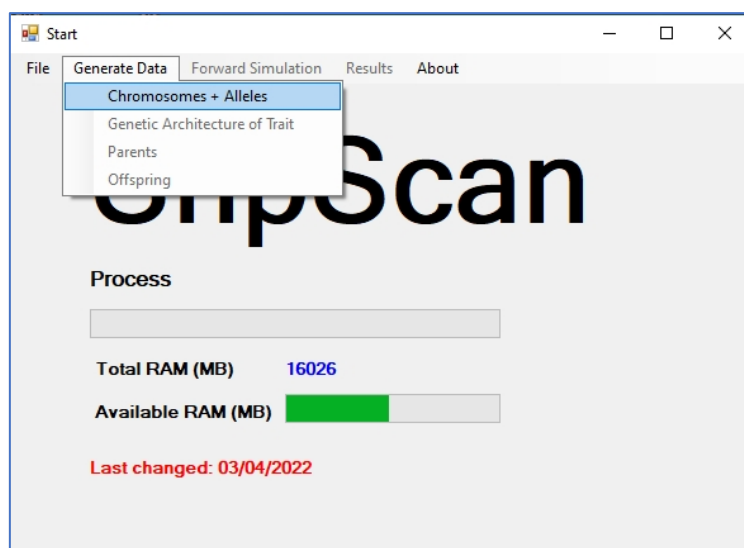 Start
File Generate Data Forward Simulation Results About
Chromosomes + Alleles
Genetic Architecture of Trait
Parents
Offspring
SnpScan
Process
Total RAM (MB) 16026
Available RAM (MB)
Last changed: 03/04/2022